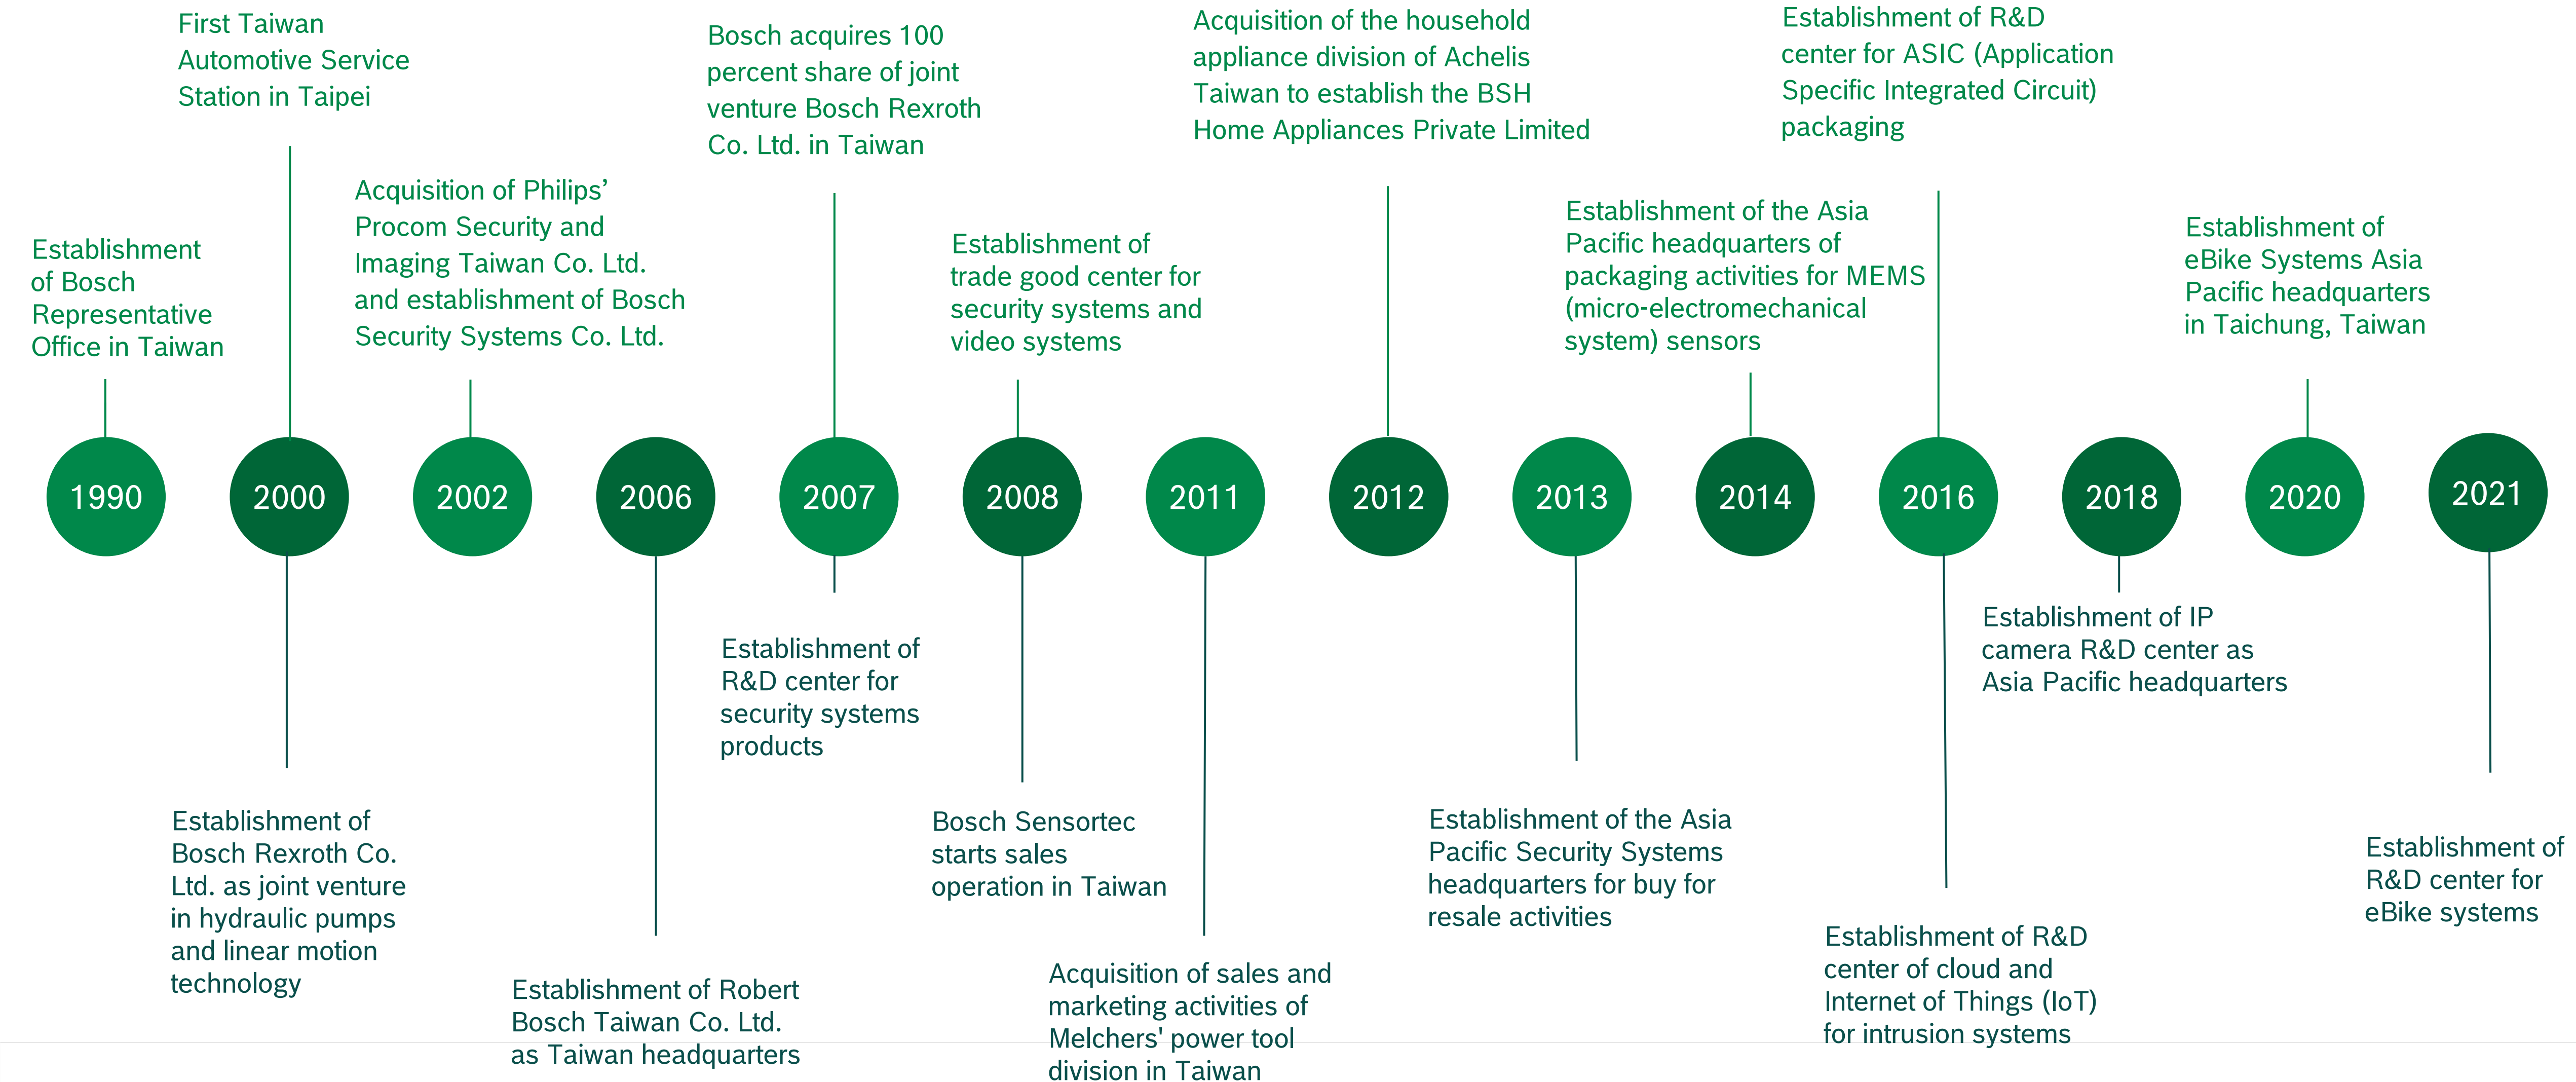 First Taiwan
Automotive Service
Station in Taipei
Bosch acquires 100
percent share of joint
venture Bosch Rexroth
Co. Ltd. in Taiwan
Acquisition of the household
appliance division of Achelis
Taiwan to establish the BSH
Home Appliances Private Limited
Establishment of R&D
center for ASIC (Application
Specific Integrated Circuit)
packaging
Establishment
of Bosch
Representative
Office in Taiwan
Acquisition of Philips’
Procom Security and
Imaging Taiwan Co. Ltd.
and establishment of Bosch
Security Systems Co. Ltd.
Establishment of
trade good center for
security systems and
video systems
Establishment of the Asia
Pacific headquarters of
packaging activities for MEMS
(micro-electromechanical
system) sensors
Establishment of
eBike Systems Asia
Pacific headquarters
in Taichung, Taiwan
1990
2000
2002
2006
2007
2008
2011
2012
2013
2014
2016
2018
2020
2021
Establishment of
Bosch Rexroth Co.
Ltd. as joint venture
in hydraulic pumps
and linear motion
technology
Establishment of Robert
Bosch Taiwan Co. Ltd.
as Taiwan headquarters
Establishment of
R&D center for
security systems
products
Bosch Sensortec
starts sales
operation in Taiwan
Acquisition of sales and
marketing activities of
Melchers' power tool
division in Taiwan
Establishment of the Asia
Pacific Security Systems
headquarters for buy for
resale activities
Establishment of R&D
center of cloud and
Internet of Things (IoT)
for intrusion systems
Establishment of IP
camera R&D center as
Asia Pacific headquarters
Establishment of
R&D center for
eBike systems